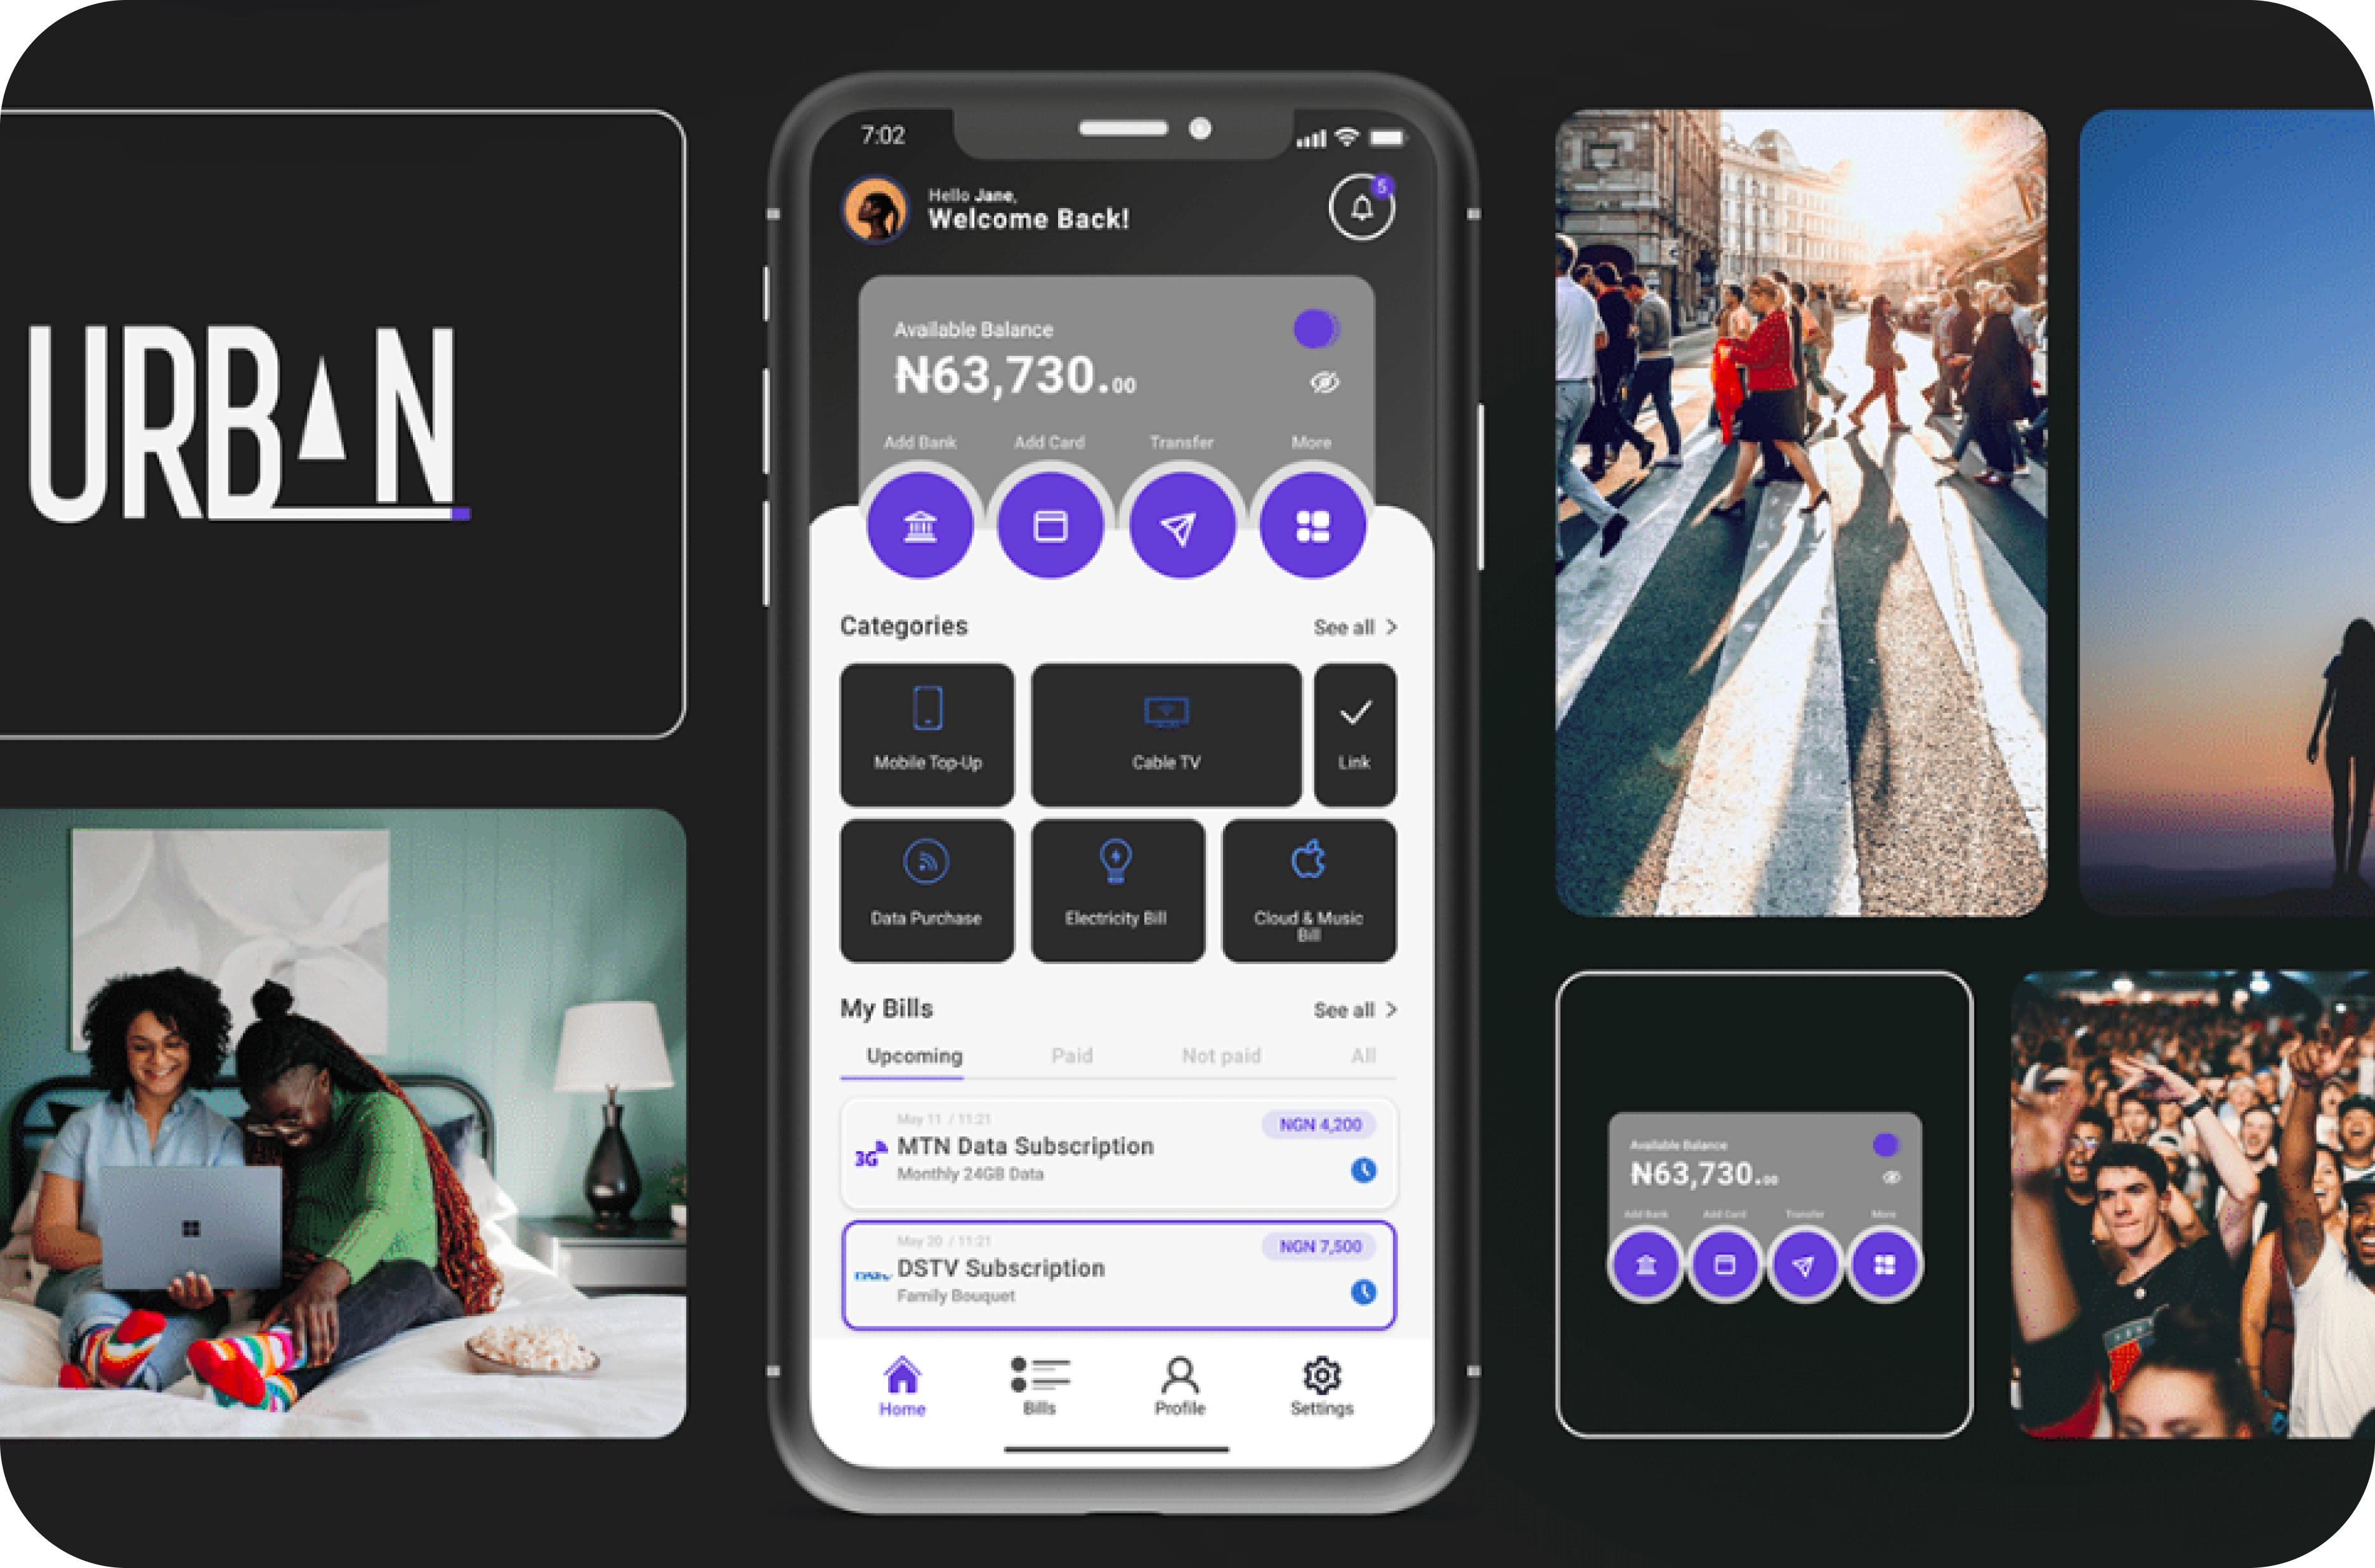 URBAN
7:02
Hello Jane,
Welcome Back!
5
Available Balance
₦63,730.00
Add Bank
Add Card
Transfer
More
Categories
See all >
Mobile Top-Up
Cable TV
Link
Data Purchase
Electricity Bill
Cloud & Music
Bill
My Bills
See all >
Upcoming
Paid
Not paid
All
May 11 / 11:21
NGN 4,200
3G
MTN Data Subscription
Monthly 24GB Data
May 20 / 11:21
NGN 7,500
DSTV Subscription
Family Bouquet
Home
Bills
Profile
Settings
Available Balance
₦63,730.00
Add Bank
Add Card
Transfer
More